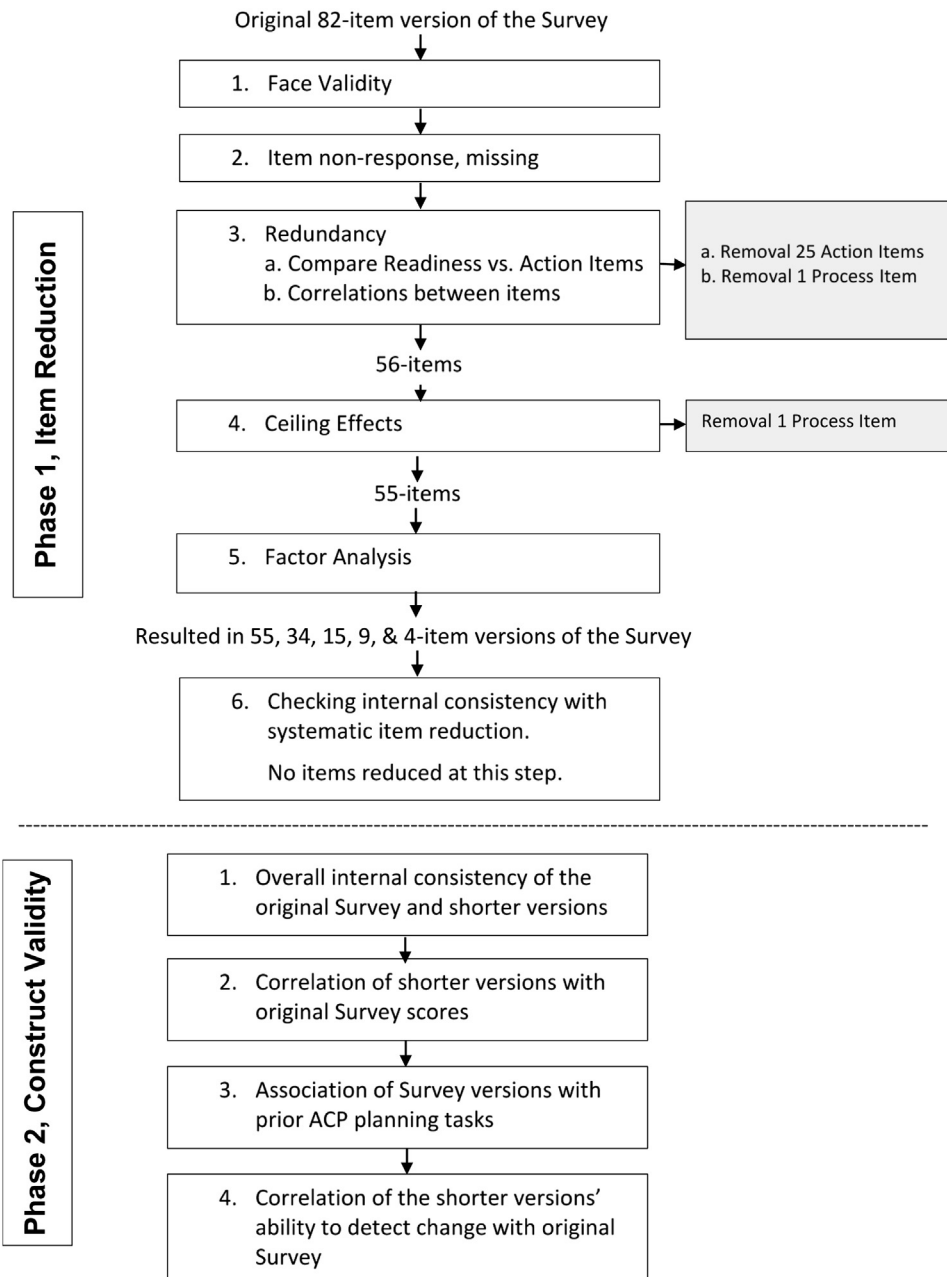 Original 82-item version of the Survey
1. Face Validity
2. Item non-response, missing
Phase 1, Item Reduction
3. Redundancy
a. Compare Readiness vs. Action Items
b. Correlations between items
a. Removal 25 Action Items
b. Removal 1 Process Item
56-items
4. Ceiling Effects
Removal 1 Process Item
55-items
5. Factor Analysis
Resulted in 55, 34, 15, 9, & 4-item versions of the Survey
6. Checking internal consistency with
systematic item reduction.
No items reduced at this step.
Phase 2, Construct Validity
1. Overall internal consistency of the
original Survey and shorter versions
2. Correlation of shorter versions with
original Survey scores
3. Association of Survey versions with
prior ACP planning tasks
4. Correlation of the shorter versions’
ability to detect change with original
Survey